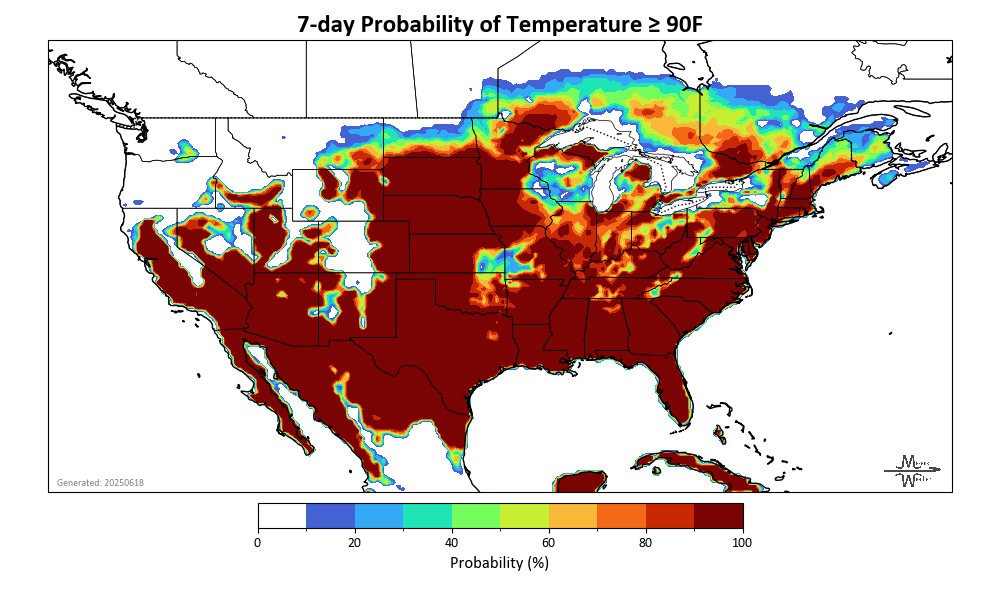 7-day Probability of Temperature ≥ 90F
Generated: 20250618
0 20 40 60 80 100
Probability (%)